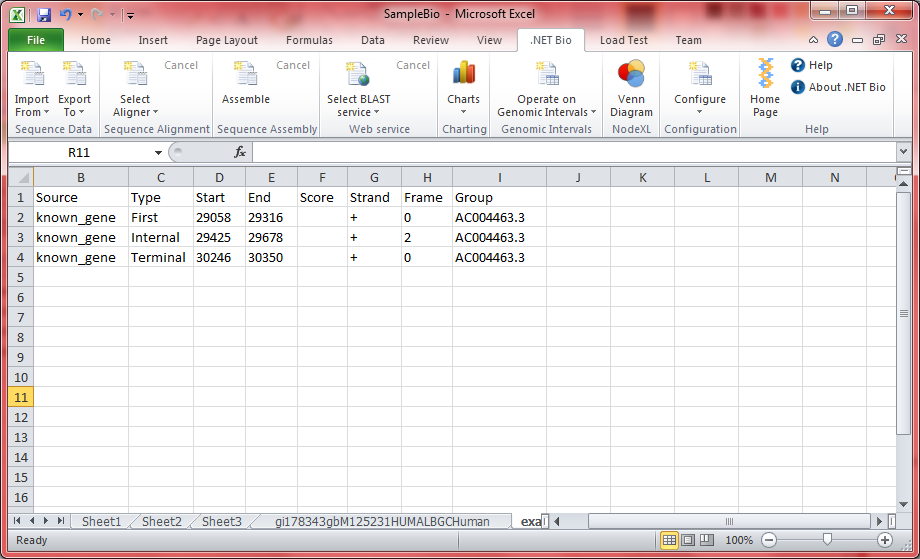 SampleBio - Microsoft Excel
File Home Insert Page Layout Formulas Data Review View .NET Bio Load Test Team
Cancel Cancel Cancel Help
Import From Export To Select Aligner Assemble Select BLAST service Charts Operate on Genomic Intervals Venn Diagram Configure Home Page About .NET Bio
Sequence Data Sequence Alignment Sequence Assembly Web service Charting Genomic Intervals NodeXL Configuration Help
R11 fx
B C D E F G H I J K L M N
1 Source Type Start End Score Strand Frame Group
2 known_gene First 29058 29316 + 0 AC004463.3
3 known_gene Internal 29425 29678 + 2 AC004463.3
4 known_gene Terminal 30246 30350 + 0 AC004463.3
5
6
7
8
9
10
11
12
13
14
15
16
Sheet1 Sheet2 Sheet3 gi178343gbM125231HUMALBGCHuman exa
Ready 100%